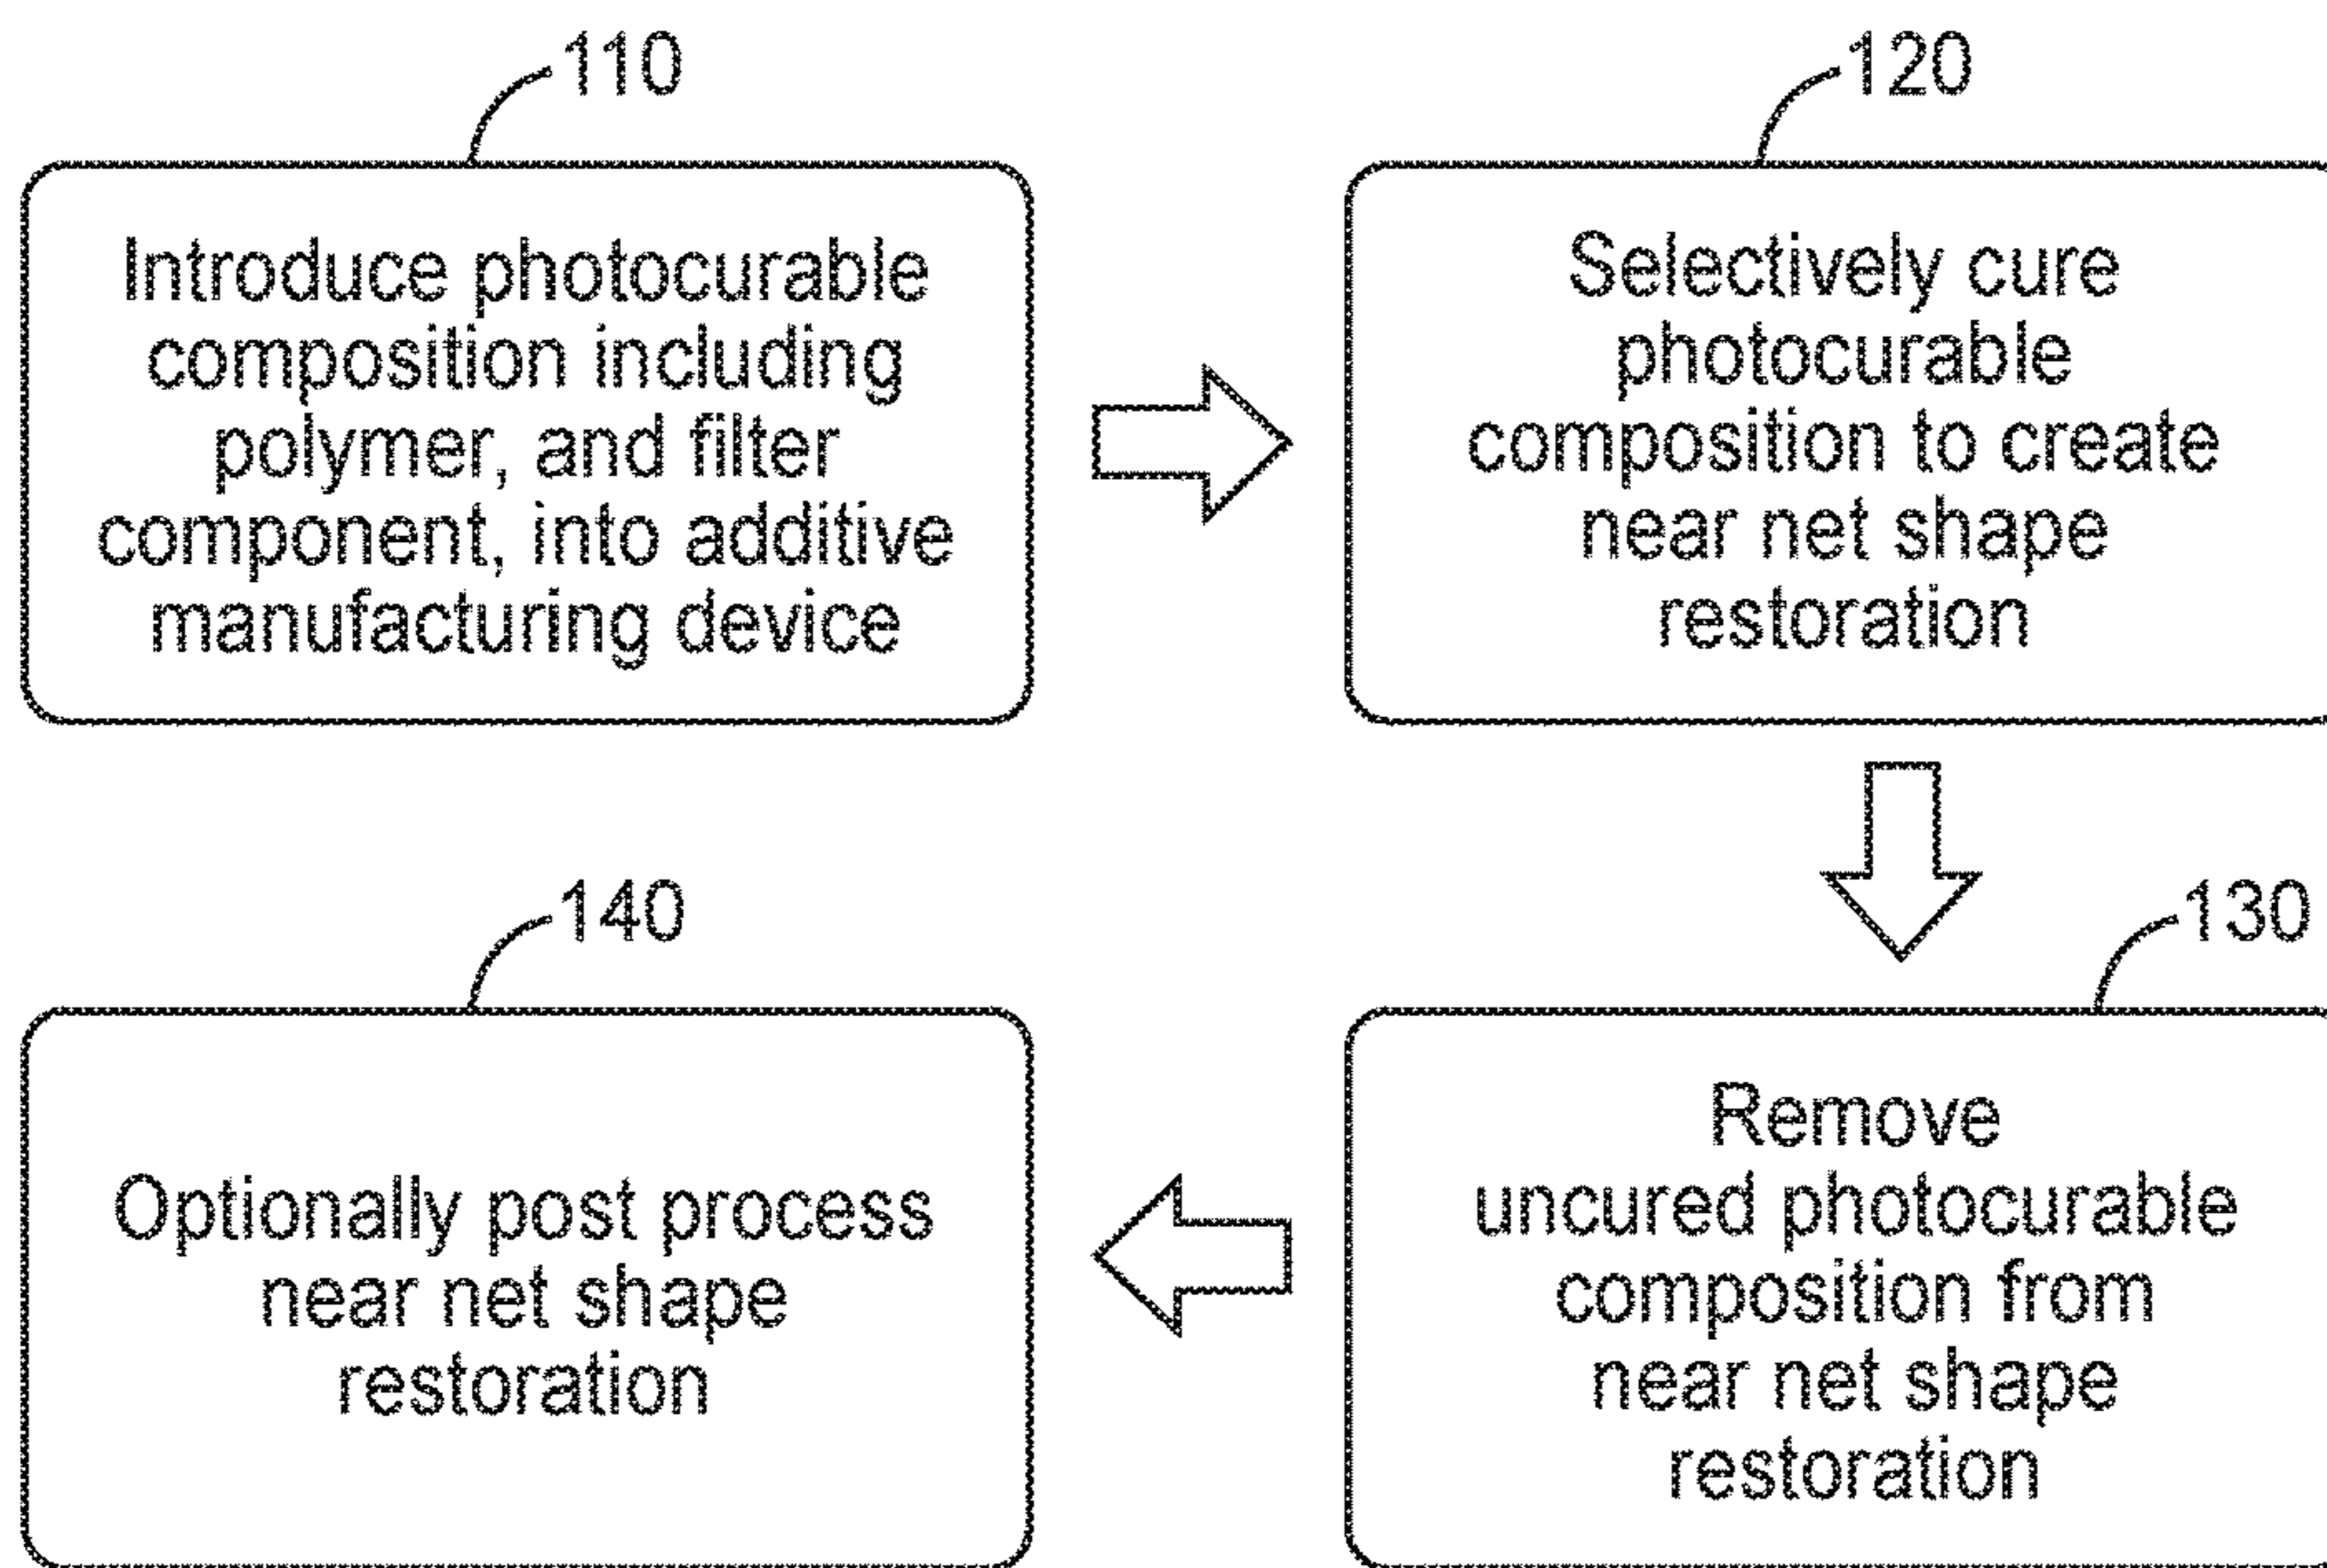 110
Introduce photocurable
composition including
polymer, and filter
component, into additive
manufacturing device
120
Selectively cure
photocurable
composition to create
near net shape
restoration
130
Remove
uncured photocurable
composition from
near net shape
restoration
140
Optionally post process
near net shape
restoration